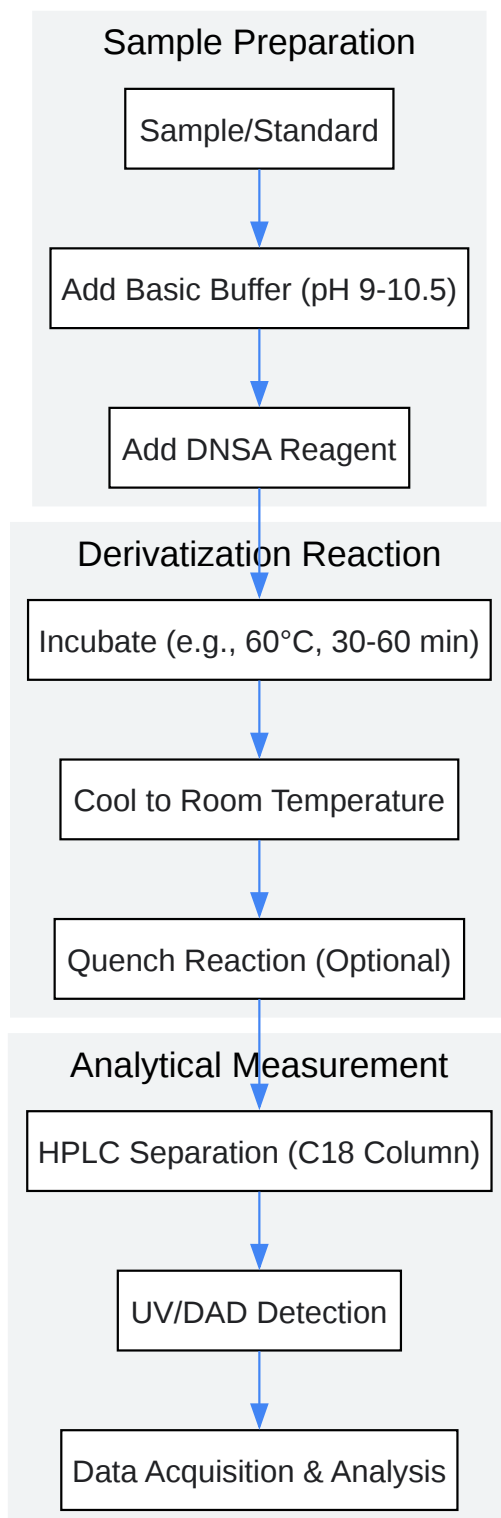 Sample Preparation
Sample/Standard
Add Basic Buffer (pH 9-10.5)
Add DNSA Reagent
Derivatization Reaction
Incubate (e.g., 60°C, 30-60 min)
Cool to Room Temperature
Quench Reaction (Optional)
Analytical Measurement
HPLC Separation (C18 Column)
UV/DAD Detection
Data Acquisition & Analysis